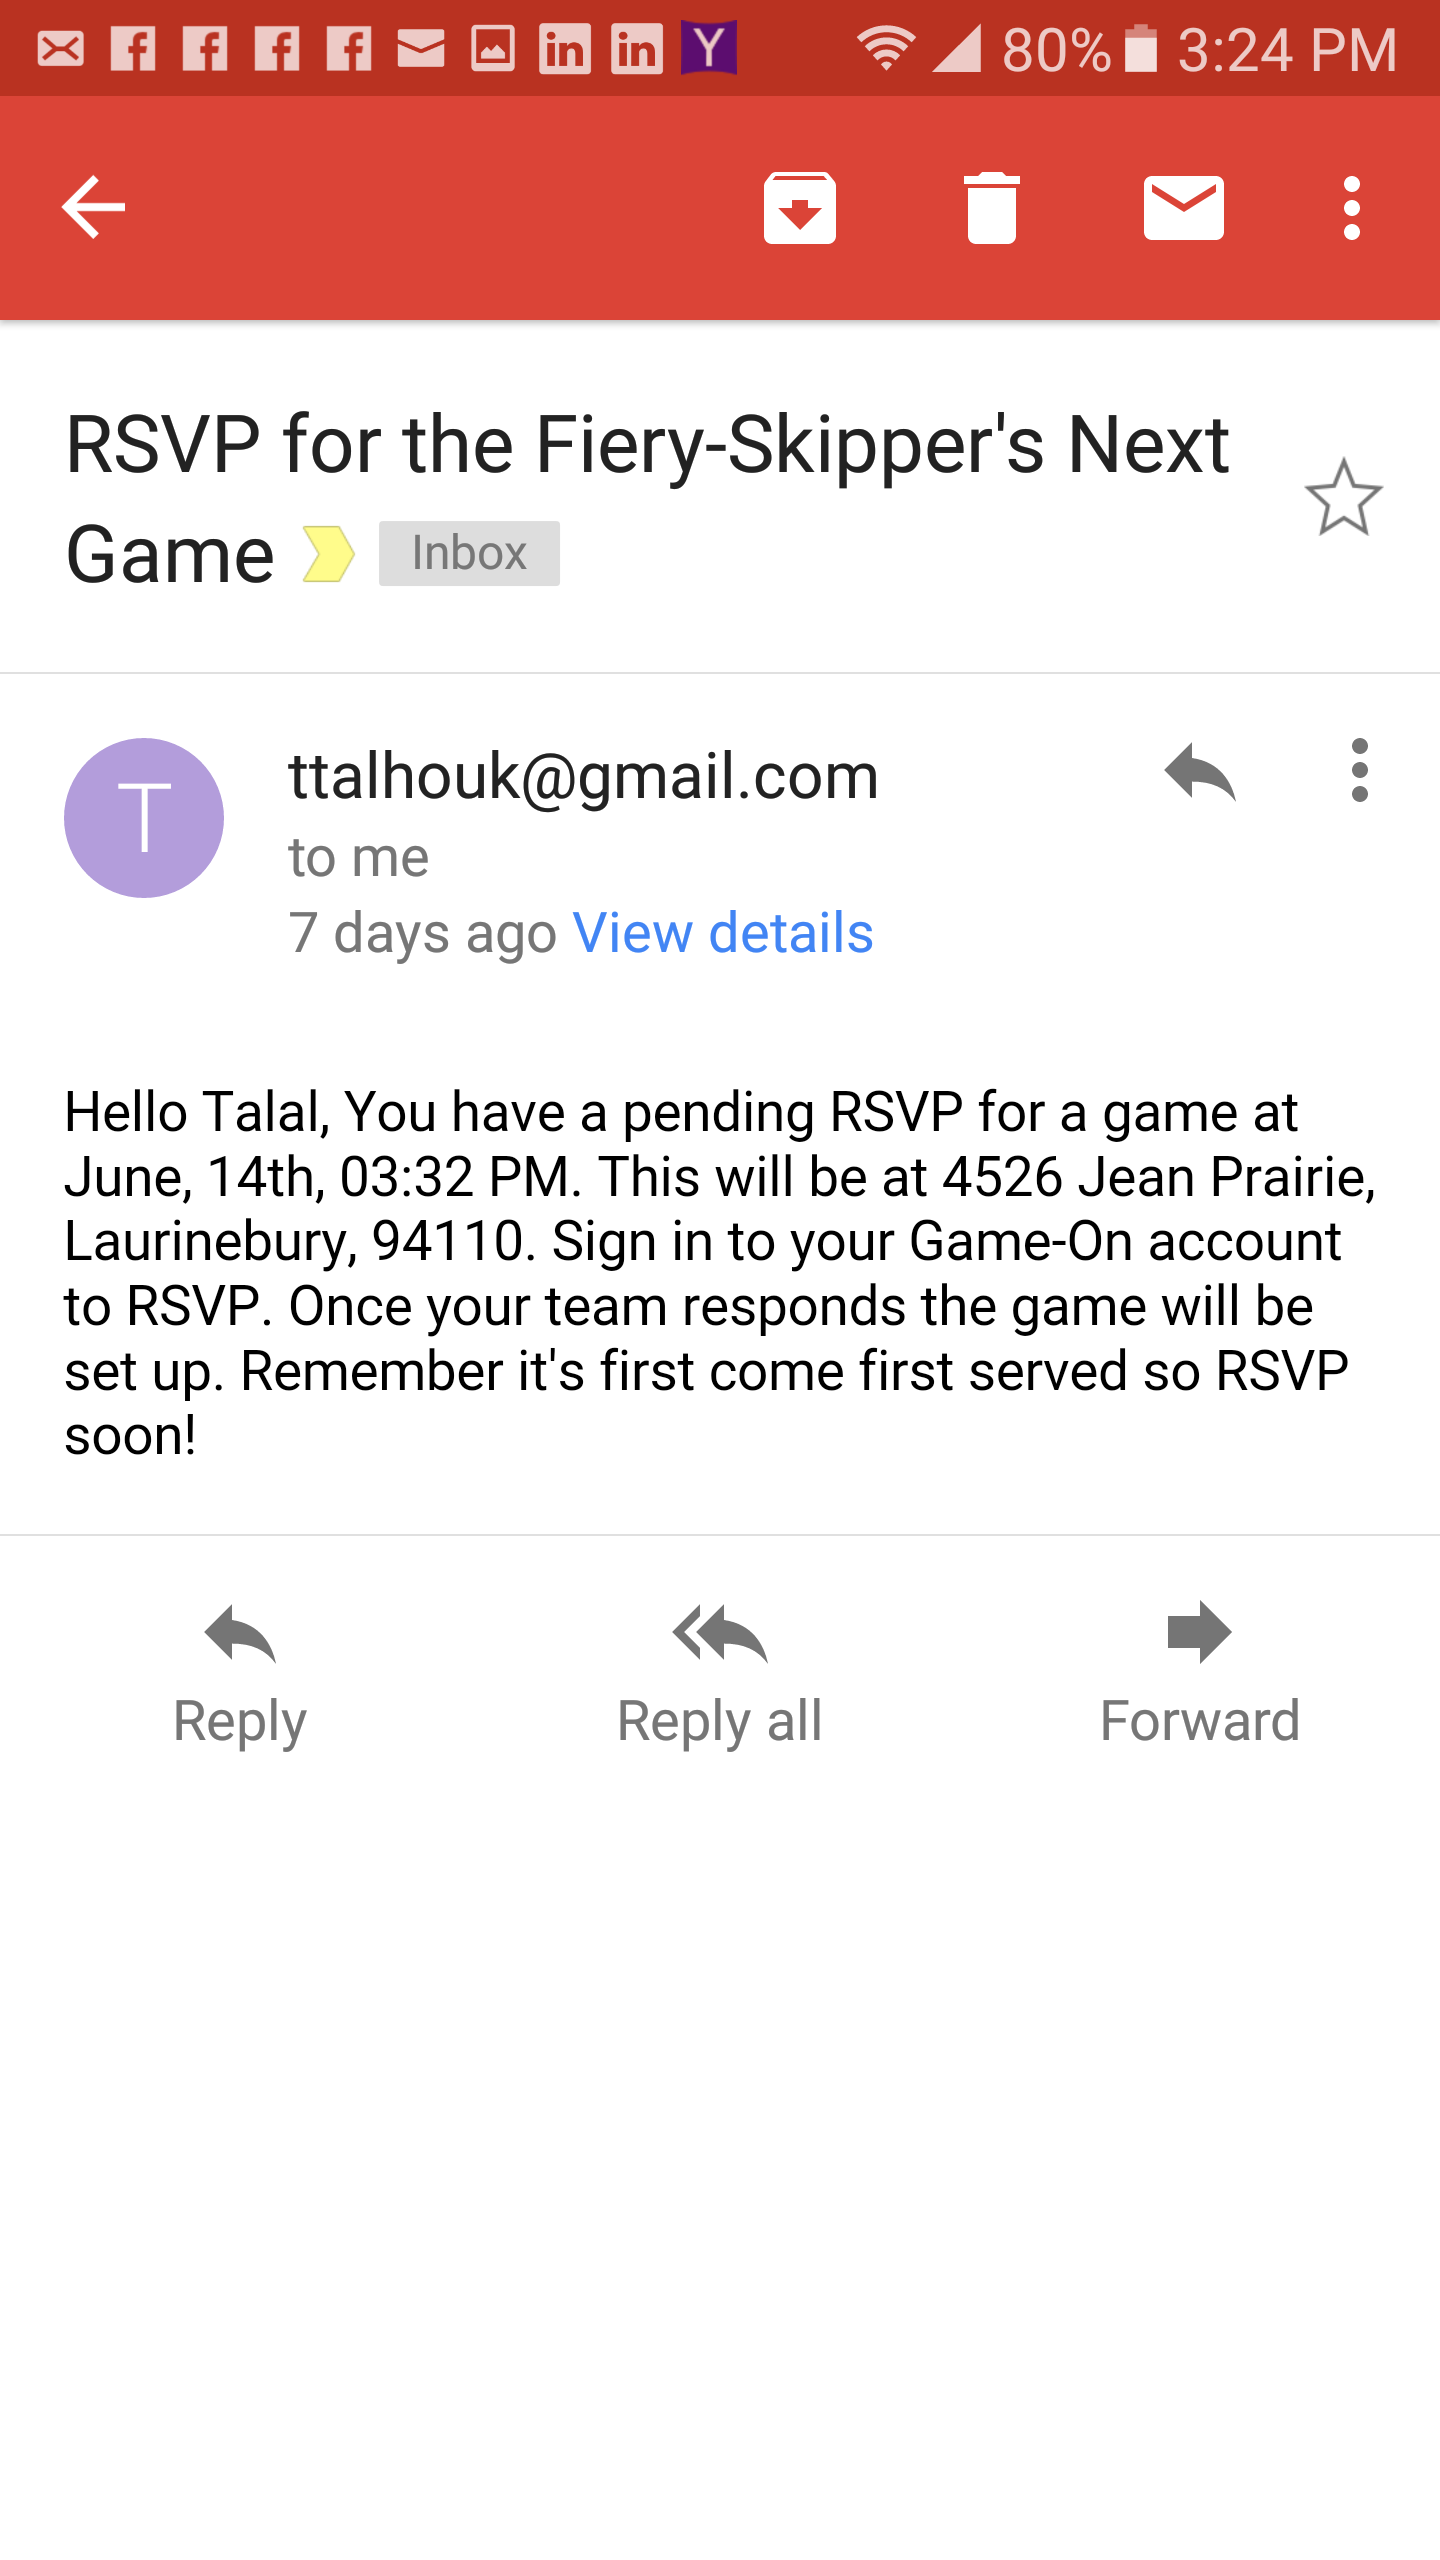 80% 3:24 PM
RSVP for the Fiery-Skipper's Next
Game Inbox
T
ttalhouk@gmail.com
to me
7 days ago View details
Hello Talal, You have a pending RSVP for a game at
June, 14th, 03:32 PM. This will be at 4526 Jean Prairie,
Laurinebury, 94110. Sign in to your Game-On account
to RSVP. Once your team responds the game will be
set up. Remember it's first come first served so RSVP
soon!
Reply Reply all Forward